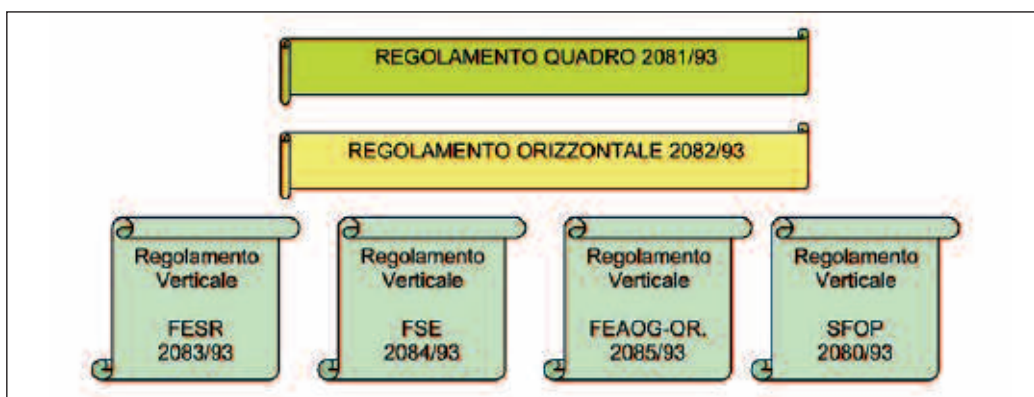 REGOLAMENTO QUADRO 2081/93
REGOLAMENTO ORIZZONTALE 2082/93
Regolamento
Verticale
FESR
2083/93
Regolamento
Verticale
FSE
2084/93
Regolamento
Verticale
FEAOG-OR.
2085/93
Regolamento
Verticale
SFOP
2080/93